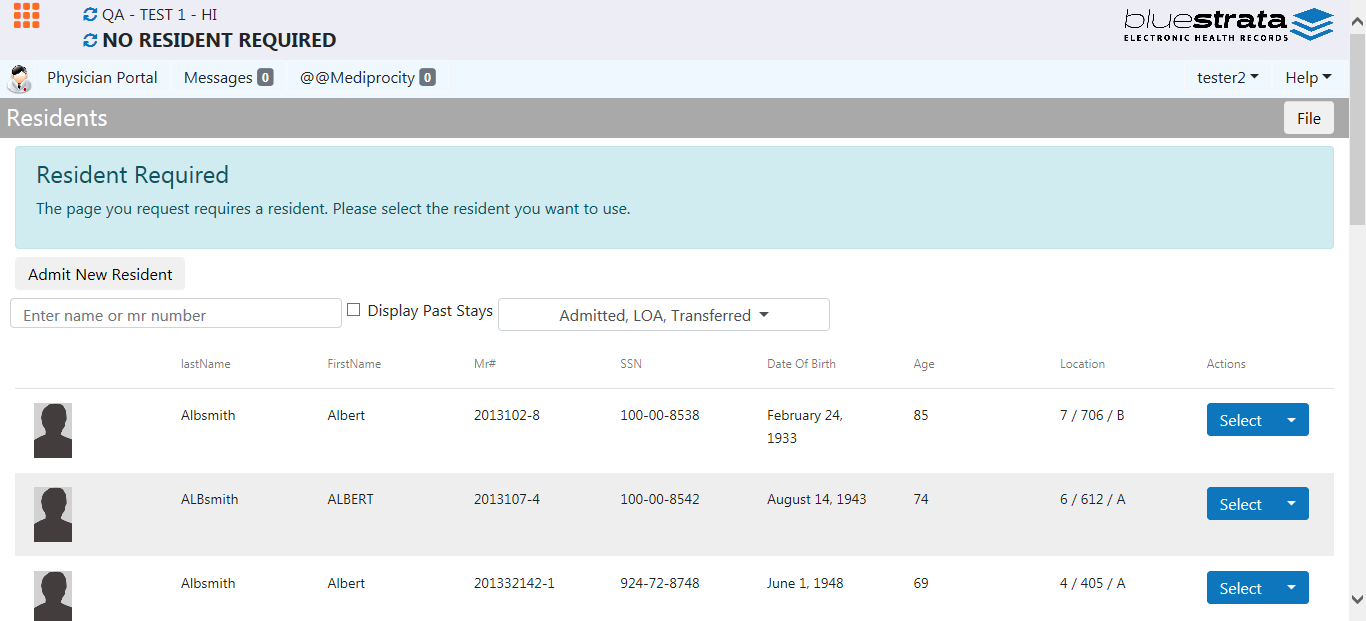 QA - TEST 1 - HI
NO RESIDENT REQUIRED
bluestrata
ELECTRONIC HEALTH RECORDS
Physician Portal Messages 0 @@Mediprocity 0 tester2 Help
Residents File
Resident Required
The page you request requires a resident. Please select the resident you want to use.
Admit New Resident
Enter name or mr number Display Past Stays Admitted, LOA, Transferred
lastName FirstName Mr# SSN Date Of Birth Age Location Actions
Albsmith Albert 2013102-8 100-00-8538 February 24, 85 7 / 706 / B Select
1933
ALBsmith ALBERT 2013107-4 100-00-8542 August 14, 1943 74 6 / 612 / A Select
Albsmith Albert 201332142-1 924-72-8748 June 1, 1948 69 4 / 405 / A Select